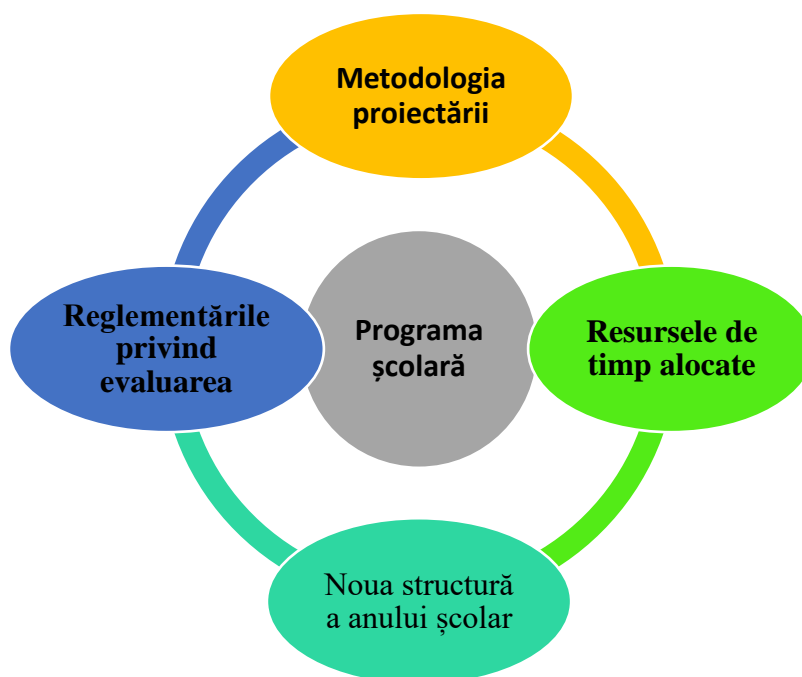 Metodologia
proiectării
Reglementările
privind
evaluarea
Programa
școlară
Resursele de
timp alocate
Noua structură
a anului școlar